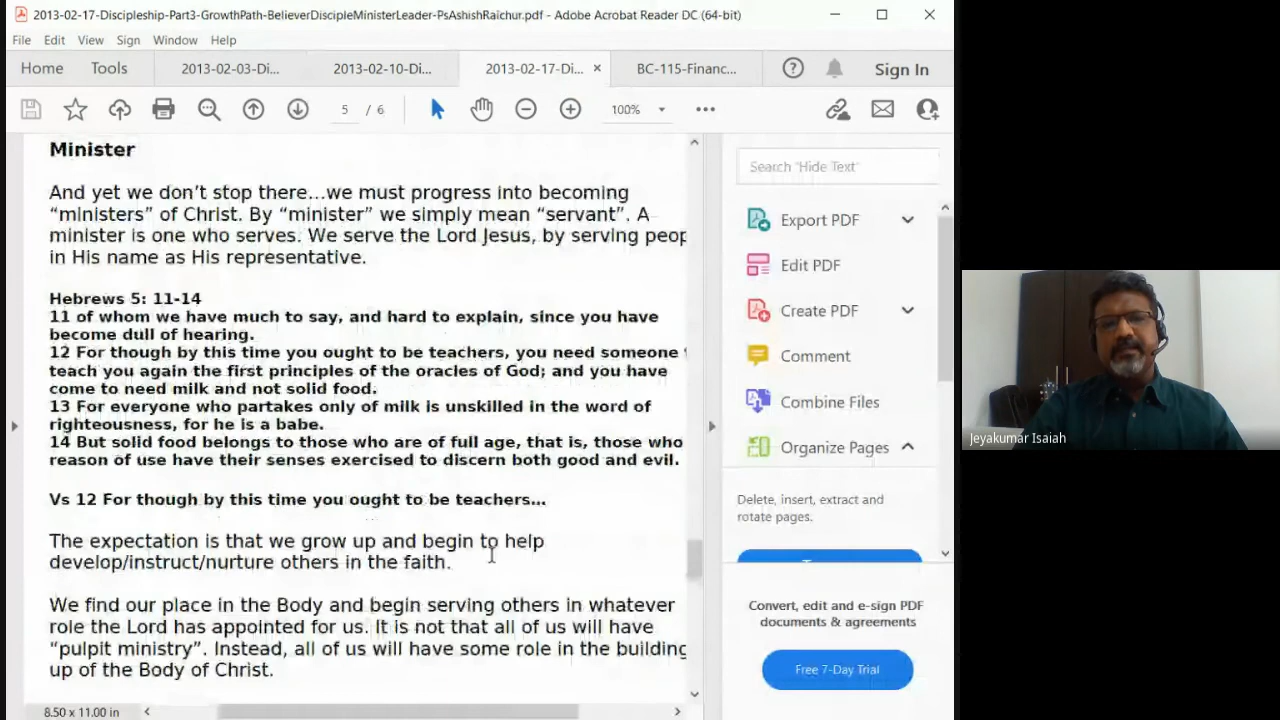 2013-02-17-Discipleship-Part3-GrowthPath-BelieverDiscipleMinisterLeader-PsAshishRaichur.pdf - Adobe Acrobat Reader DC (64-bit)
File Edit View Sign Window Help
Home Tools 2013-02-03-Di... 2013-02-10-Di... 2013-02-17-Di... × BC-115-Financ... Sign In
5 / 6 100%
Minister
And yet we don’t stop there...we must progress into becoming
“ministers” of Christ. By “minister” we simply mean “servant”. A
minister is one who serves. We serve the Lord Jesus, by serving peop
in His name as His representative.
Hebrews 5: 11-14
11 of whom we have much to say, and hard to explain, since you have
become dull of hearing.
12 For though by this time you ought to be teachers, you need someone
teach you again the first principles of the oracles of God; and you have
come to need milk and not solid food.
13 For everyone who partakes only of milk is unskilled in the word of
righteousness, for he is a babe.
14 But solid food belongs to those who are of full age, that is, those who
reason of use have their senses exercised to discern both good and evil.
Vs 12 For though by this time you ought to be teachers...
The expectation is that we grow up and begin to help
develop/instruct/nurture others in the faith.
We find our place in the Body and begin serving others in whatever
role the Lord has appointed for us. It is not that all of us will have
“pulpit ministry”. Instead, all of us will have some role in the building
up of the Body of Christ.
8.50 x 11.00 in
Search "Hide Text"
Export PDF
Edit PDF
Create PDF
Comment
Combine Files
Organize Pages
Delete, insert, extract and
rotate pages.
Convert, edit and e-sign PDF
documents & agreements
Free 7-Day Trial
Jeyakumar Isaiah